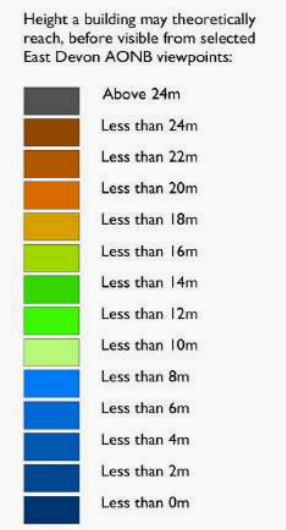 Height a building may theoretically
reach, before visible from selected
East Devon AONB viewpoints:
Above 24m
Less than 24m
Less than 22m
Less than 20m
Less than 18m
Less than 16m
Less than 14m
Less than 12m
Less than 10m
Less than 8m
Less than 6m
Less than 4m
Less than 2m
Less than 0m